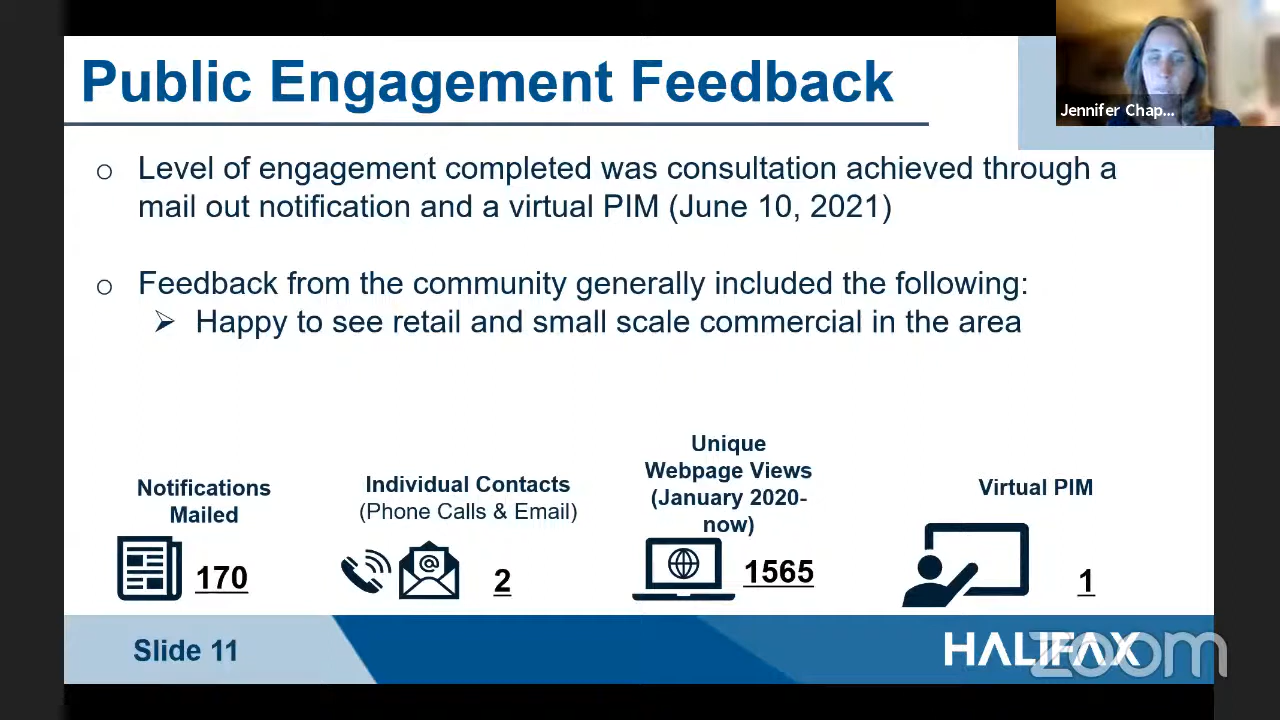 Public Engagement Feedback
Jennifer Chap...
o Level of engagement completed was consultation achieved through a
mail out notification and a virtual PIM (June 10, 2021)
o Feedback from the community generally included the following:
➢ Happy to see retail and small scale commercial in the area
Notifications
Mailed
170
Individual Contacts
(Phone Calls & Email)
@
2
Unique
Webpage Views
(January 2020-
now)
1565
Virtual PIM
1
Slide 11
HALIFAX
zoom